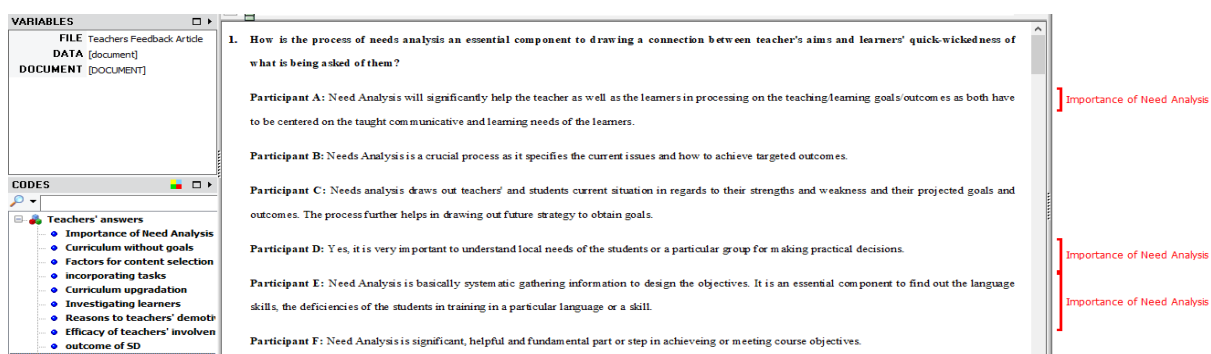 VARIABLES
FILE Teachers Feedback Article
DATA [document]
DOCUMENT [DOCUMENT]
CODES
Teachers' answers
Importance of Need Analysis
Curriculum without goals
Factors for content selection
incorporating tasks
Curriculum upgradation
Investigating learners
Reasons to teachers' demotiv
Efficacy of teachers' involven
outcome of SD
1. How is the process of needs analysis an essential component to drawing a connection between teacher's aims and learners' quick-wickedness of
what is being asked of them?
Participant A: Need Analysis will significantly help the teacher as well as the learners in processing on the teaching/learning goals/outcomes as both have
to be centered on the taught communicative and learning needs of the learners.
Participant B: Needs Analysis is a crucial process as it specifies the current issues and how to achieve targeted outcomes.
Participant C: Needs analysis draws out teachers' and students current situation in regards to their strengths and weakness and their projected goals and
outcomes. The process further helps in drawing out future strategy to obtain goals.
Participant D: Yes, it is very important to understand local needs of the students or a particular group for making practical decisions.
Participant E: Need Analysis is basically systematic gathering information to design the objectives. It is an essential component to find out the language
skills, the deficiencies of the students in training in a particular language or a skill.
Participant F: Need Analysis is significant, helpful and fundamental part or step in achieveing or meeting course objectives.
Importance of Need Analysis
Importance of Need Analysis
Importance of Need Analysis